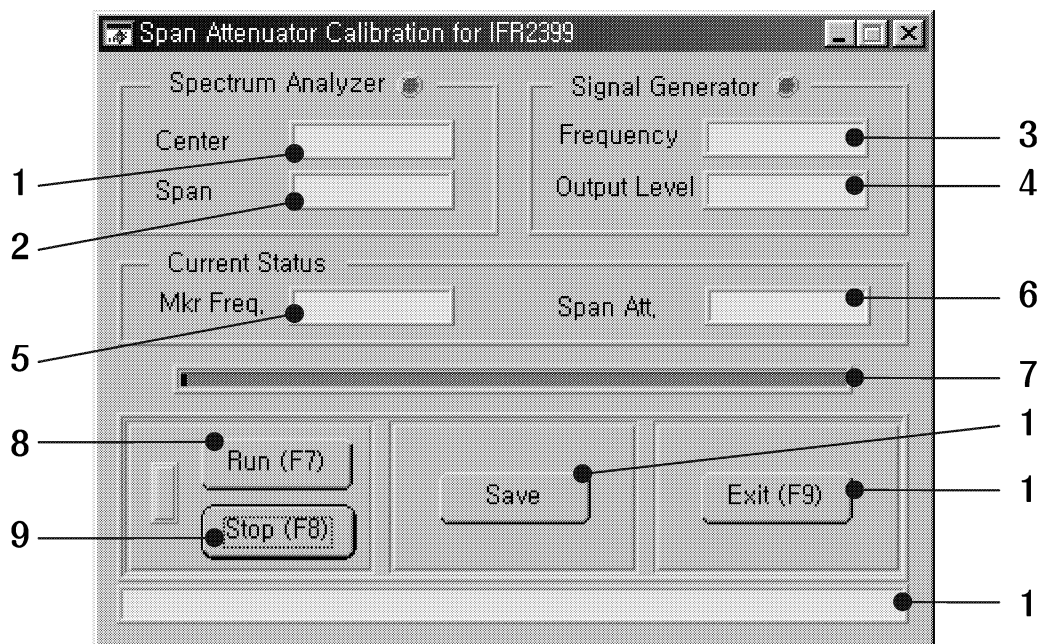 Span Attenuator Calibration for IFR2399
Spectrum Analyzer
Signal Generator
Center
Frequency
3
1
Span
Output Level
4
2
Current Status
Mkr Freq.
Span Att.
6
5
7
8
Run (F7)
1
Save
Exit (F9)
1
9
Stop (F8)
1